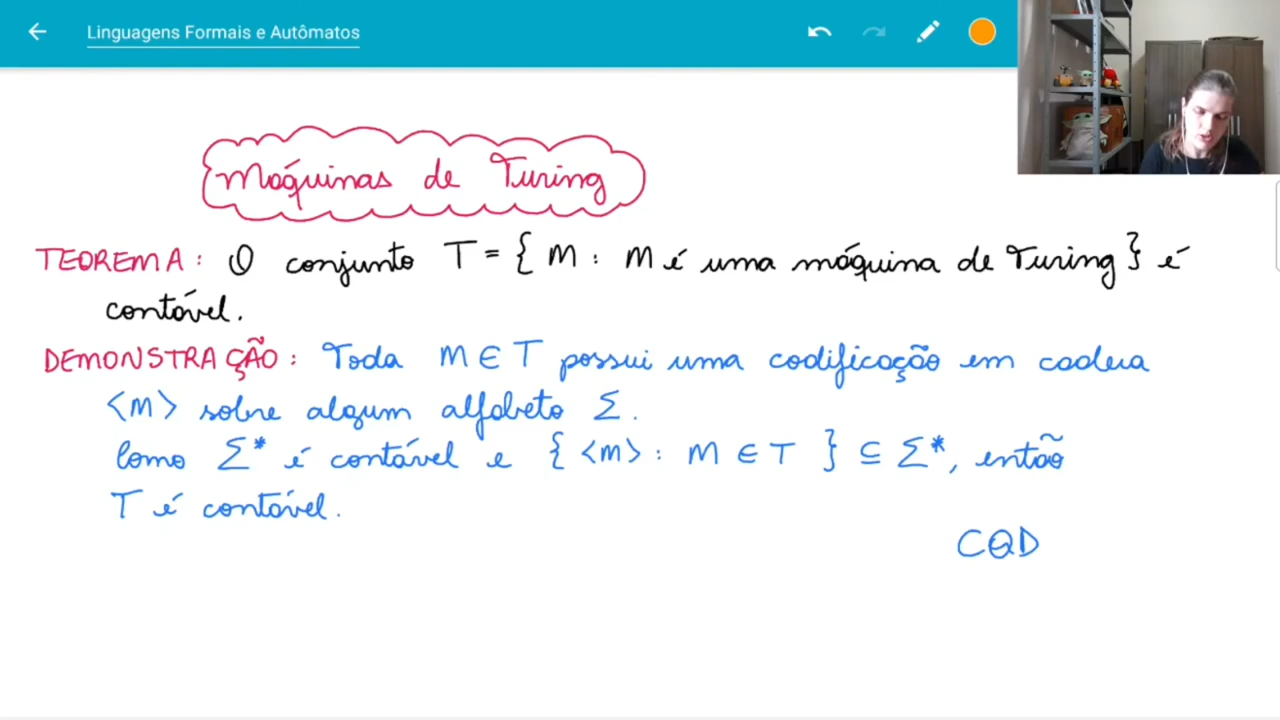 Linguagens Formais e Autômatos
Máquinas de Turing
TEOREMA: O conjunto T = { M : M é uma máquina de Turing } é
contável.
DEMONSTRAÇÃO: Toda M ∈ T possui uma codificação em cadeia
<M> sobre algum alfabeto Σ.
Como Σ* é contável e { <M> : M ∈ T } ⊆ Σ*, então
T é contável.
CQD